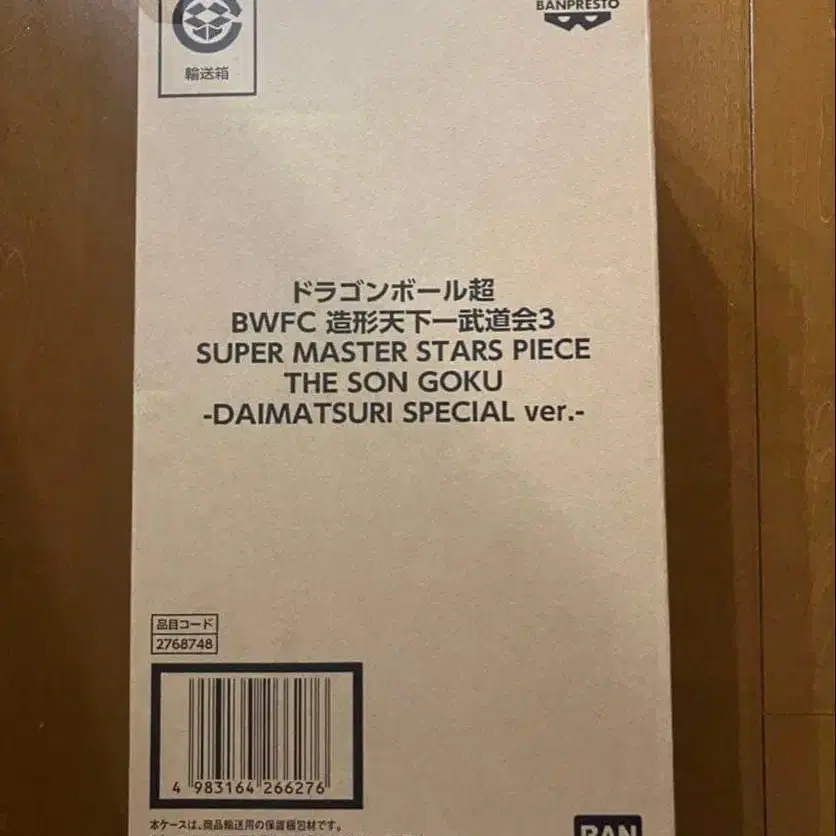 輸送箱
BANPRESTO
ドラゴンボール超
BWFC 造形天下一武道会3
SUPER MASTER STARS PIECE
THE SON GOKU
-DAIMATSURI SPECIAL ver.-
品目コード
2768748
4 983164 266276
本ケースは、商品輸送用の保護梱包材です。
BAN